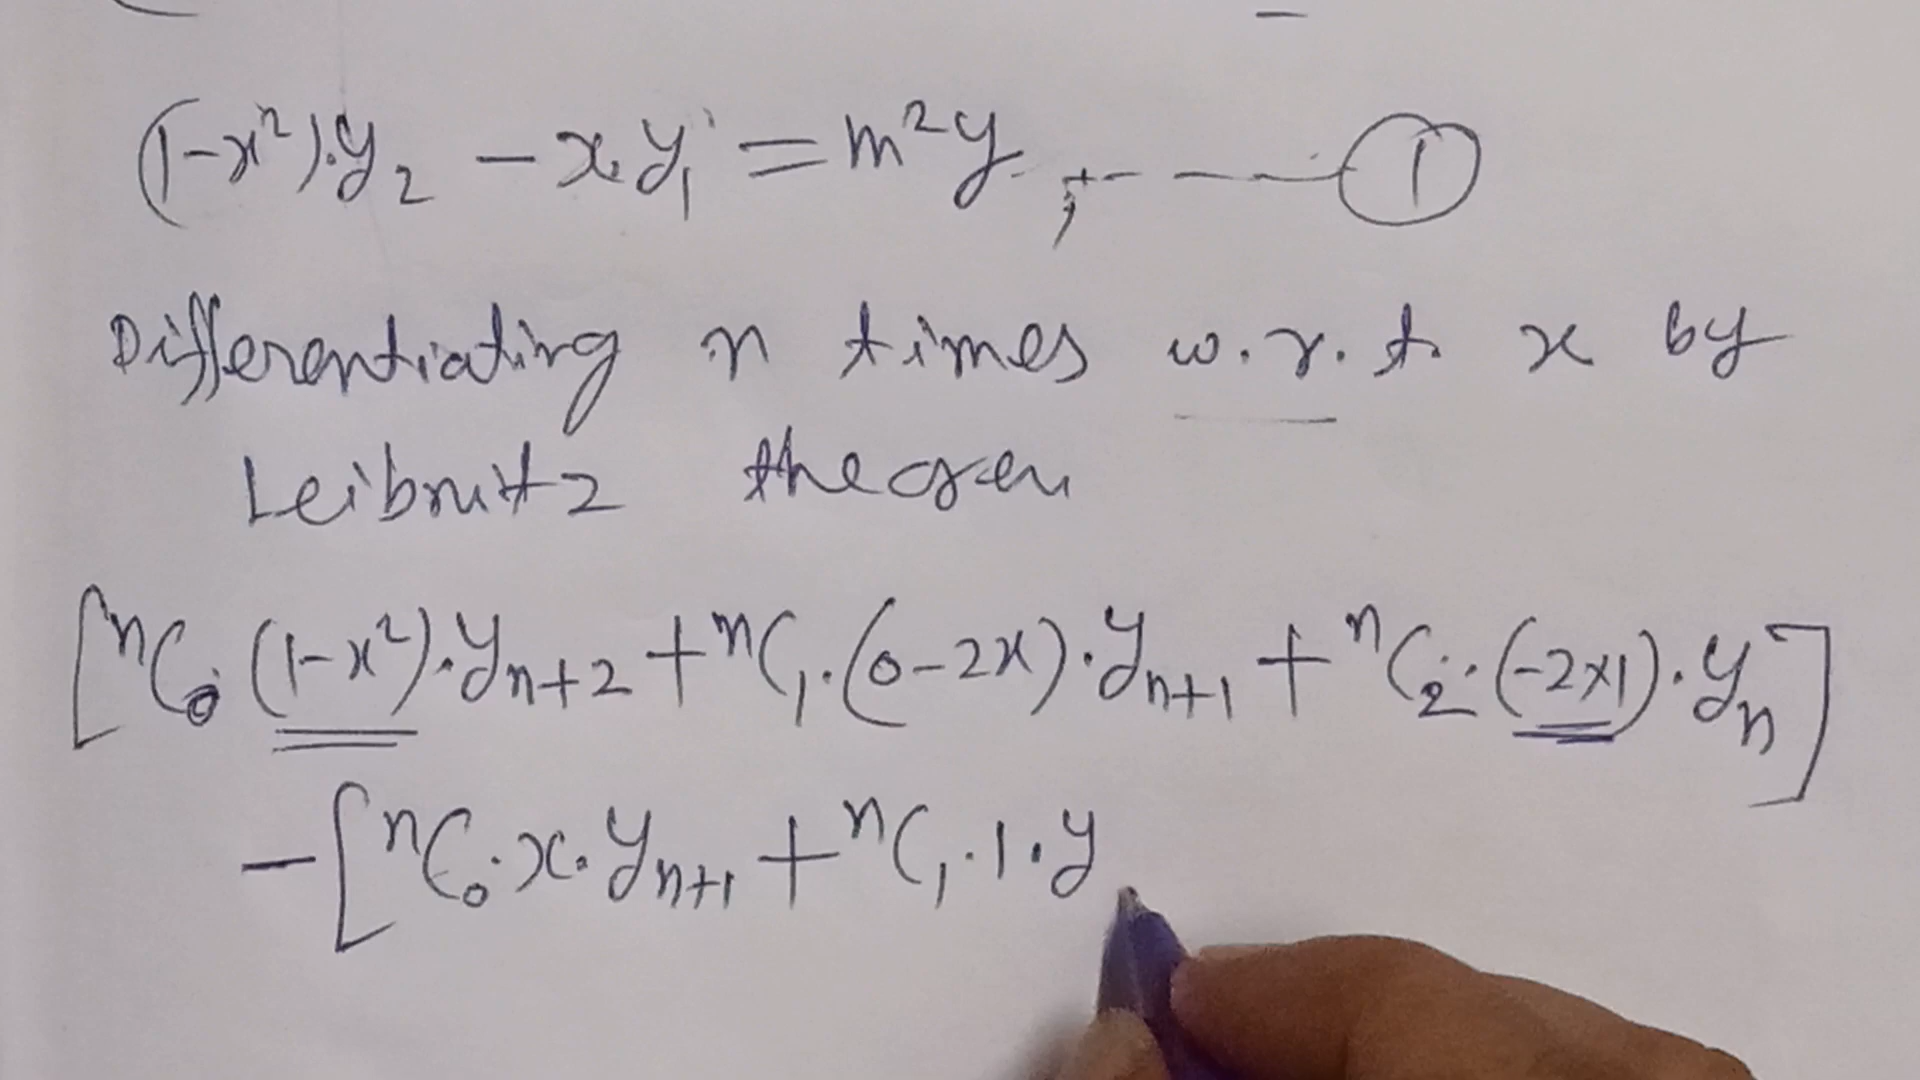 (1-x²).y₂ - x.y₁ = m²y, ---- ①
Differentiating n times w.r.t. x by
Leibnitz theorem
[ⁿC₀.(1-x²).yₙ₊₂ + ⁿC₁.(0-2x).yₙ₊₁ + ⁿC₂.(-2×1).yₙ]
-[ⁿC₀.x.yₙ₊₁ + ⁿC₁.1.y